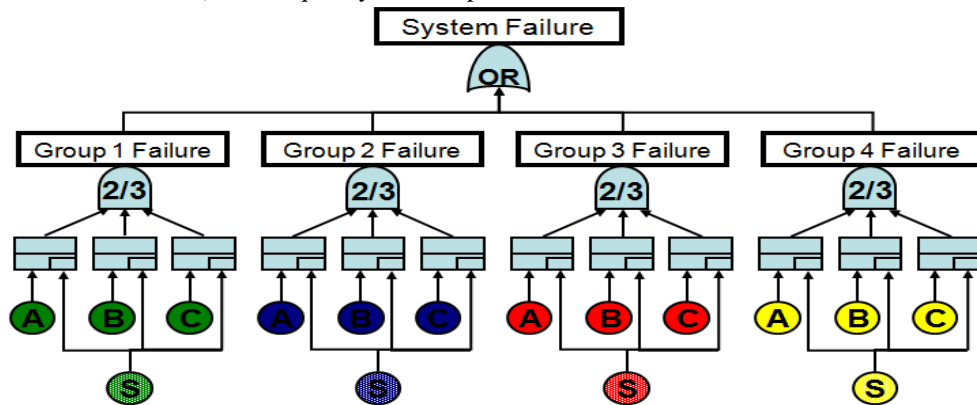 System Failure
OR
Group 1 Failure
Group 2 Failure
Group 3 Failure
Group 4 Failure
2/3
2/3
2/3
2/3
A B C
A B C
A B C
A B C
S
S
S
S